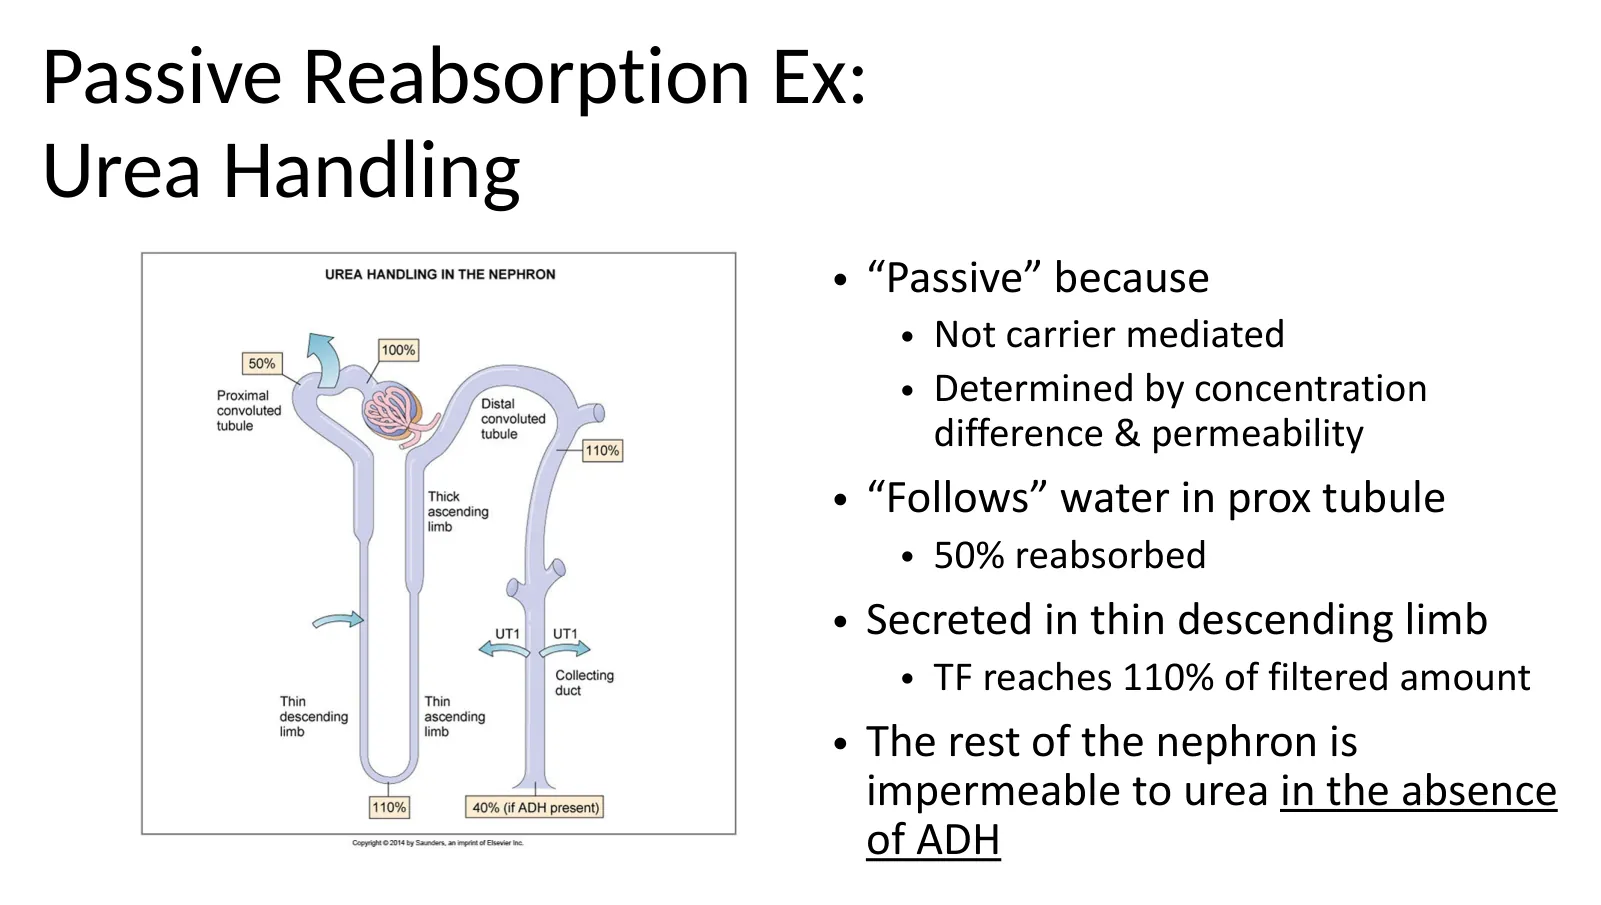 Passive Reabsorption Ex:
Urea Handling
UREA HANDLING IN THE NEPHRON
50%
100%
Proximal
convoluted
tubule
Distal
convoluted
tubule
110%
Thick
ascending
limb
UT1
UT1
Collecting
duct
Thin
descending
limb
Thin
ascending
limb
110%
40% (if ADH present)
Copyright © 2014 by Saunders, an imprint of Elsevier Inc.
• “Passive” because
• Not carrier mediated
• Determined by concentration
difference & permeability
• “Follows” water in prox tubule
• 50% reabsorbed
• Secreted in thin descending limb
• TF reaches 110% of filtered amount
• The rest of the nephron is
impermeable to urea in the absence
of ADH